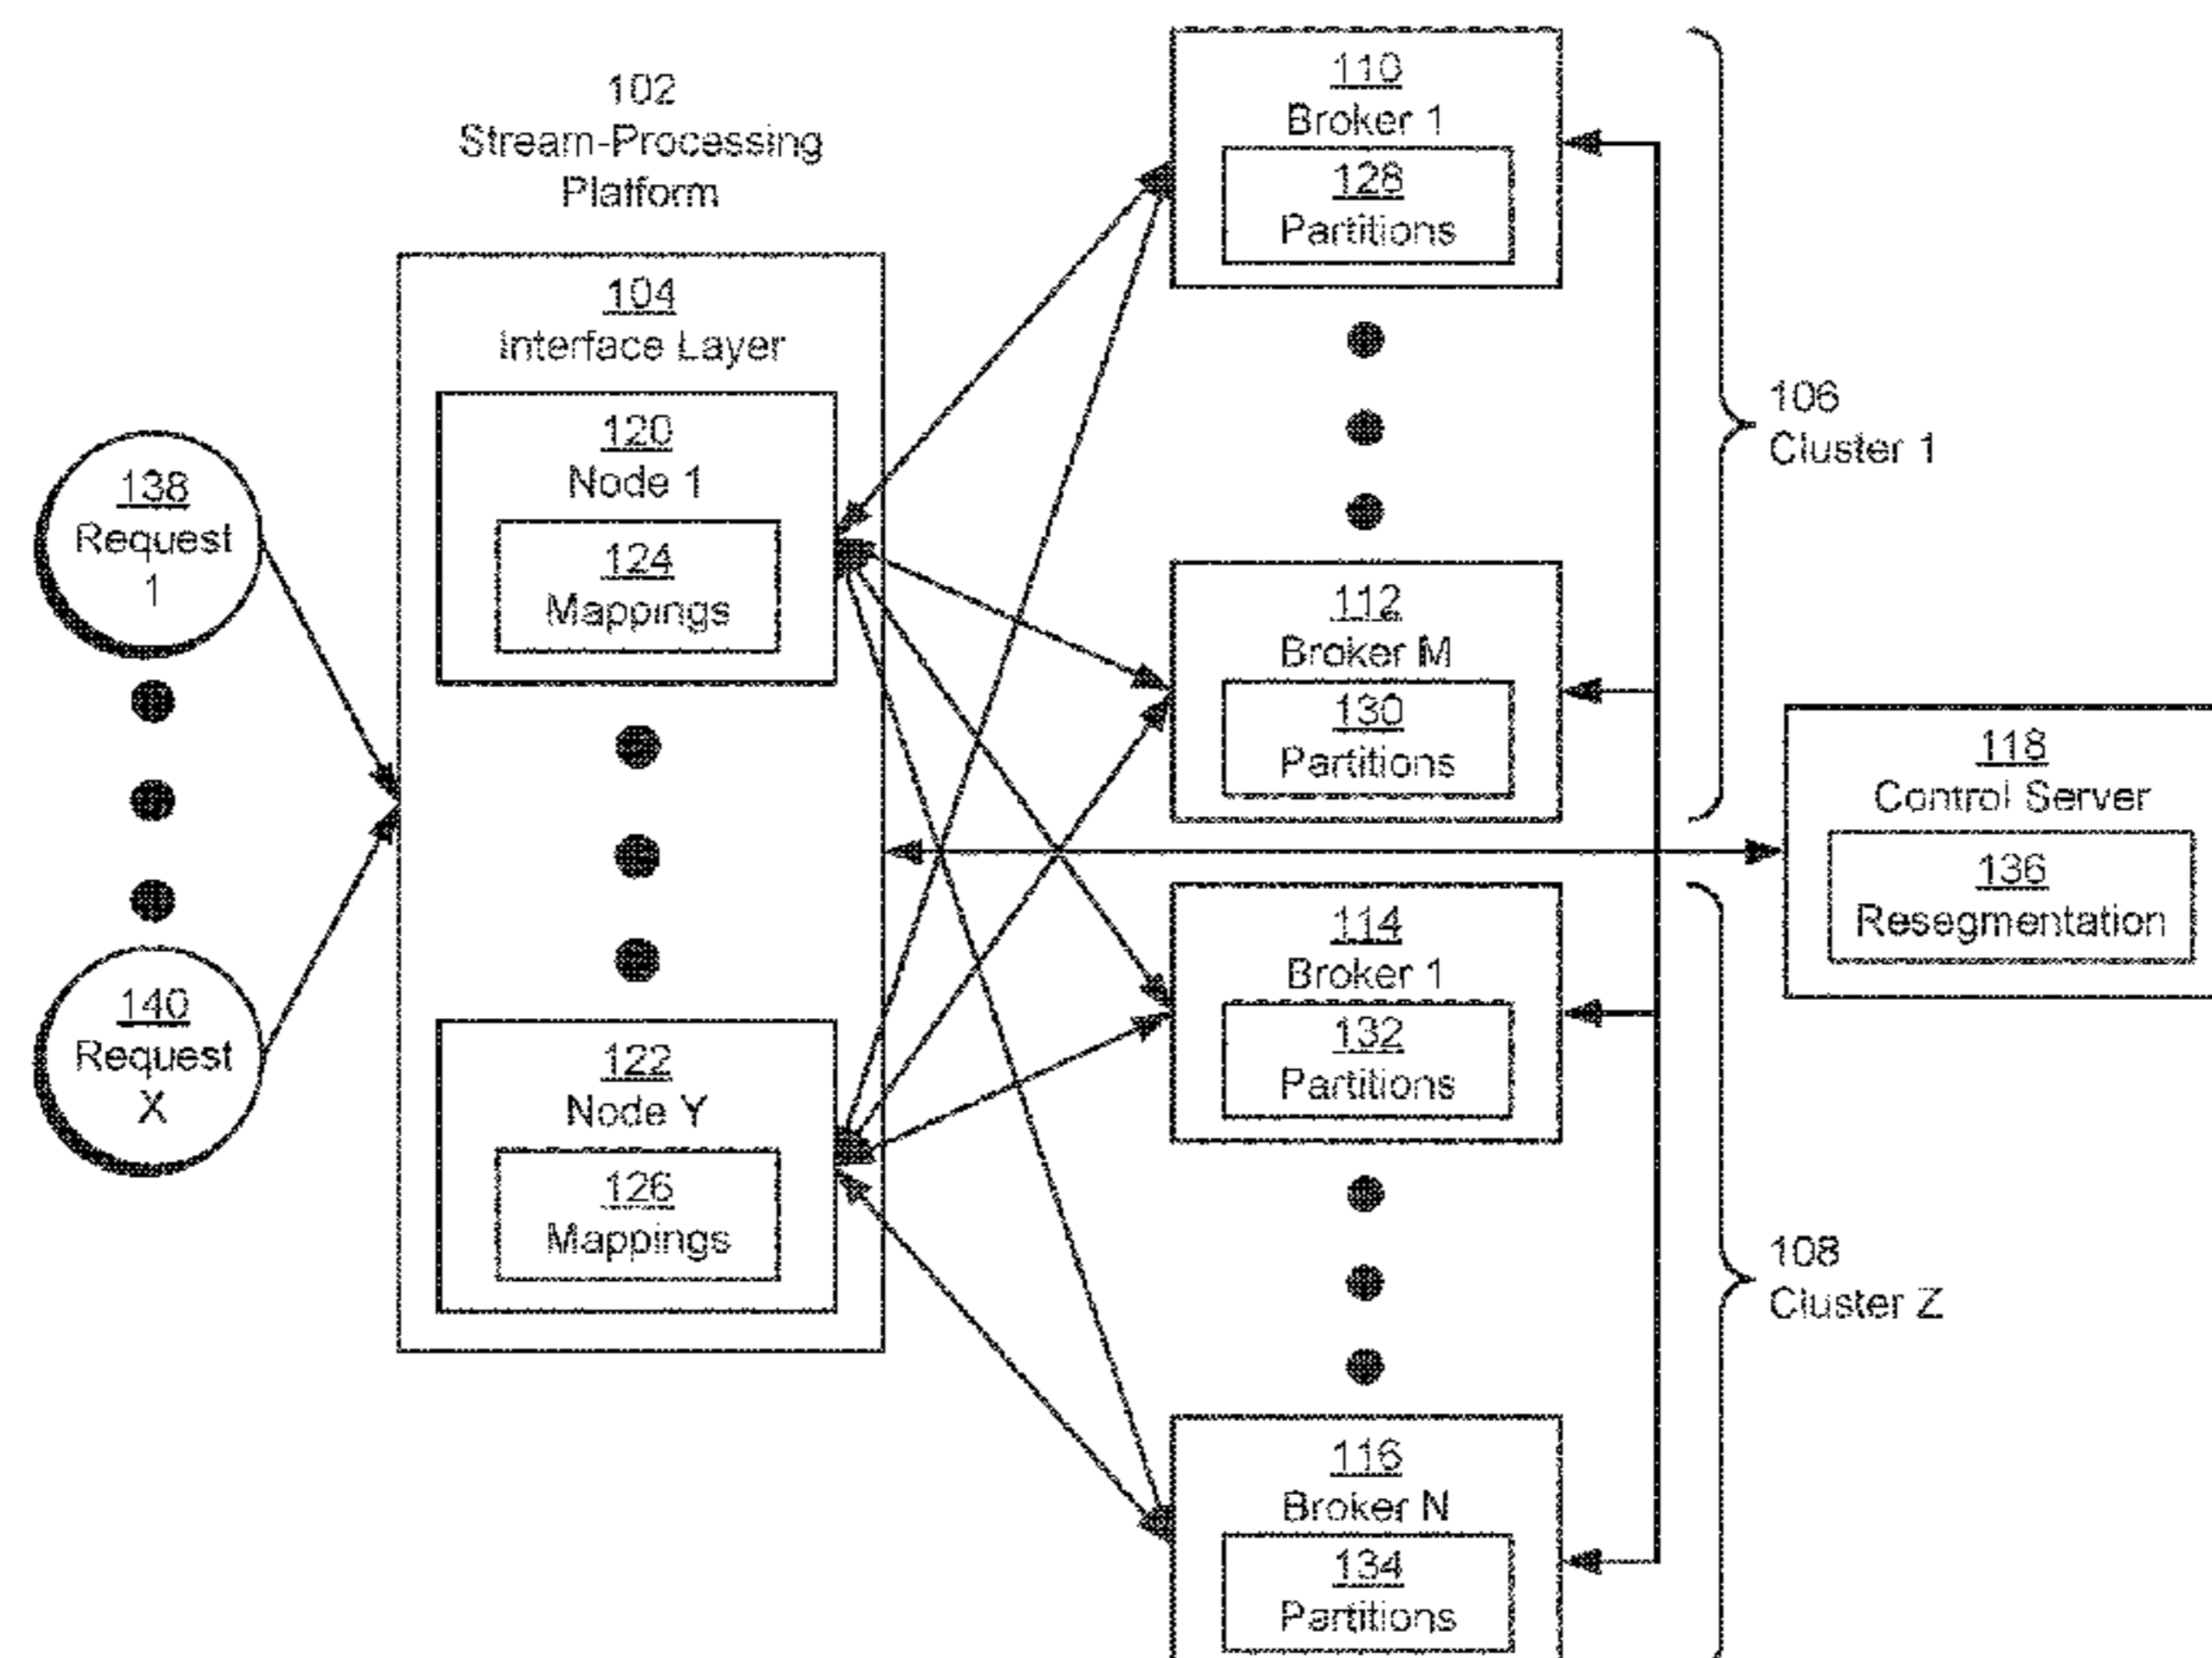 102
Stream-Processing
Platform
104
Interface Layer
120
Node 1
124
Mappings
122
Node Y
126
Mappings
138
Request
1
140
Request
X
110
Broker 1
128
Partitions
112
Broker M
130
Partitions
106
Cluster 1
114
Broker 1
132
Partitions
116
Broker N
134
Partitions
108
Cluster Z
118
Control Server
136
Resegmentation